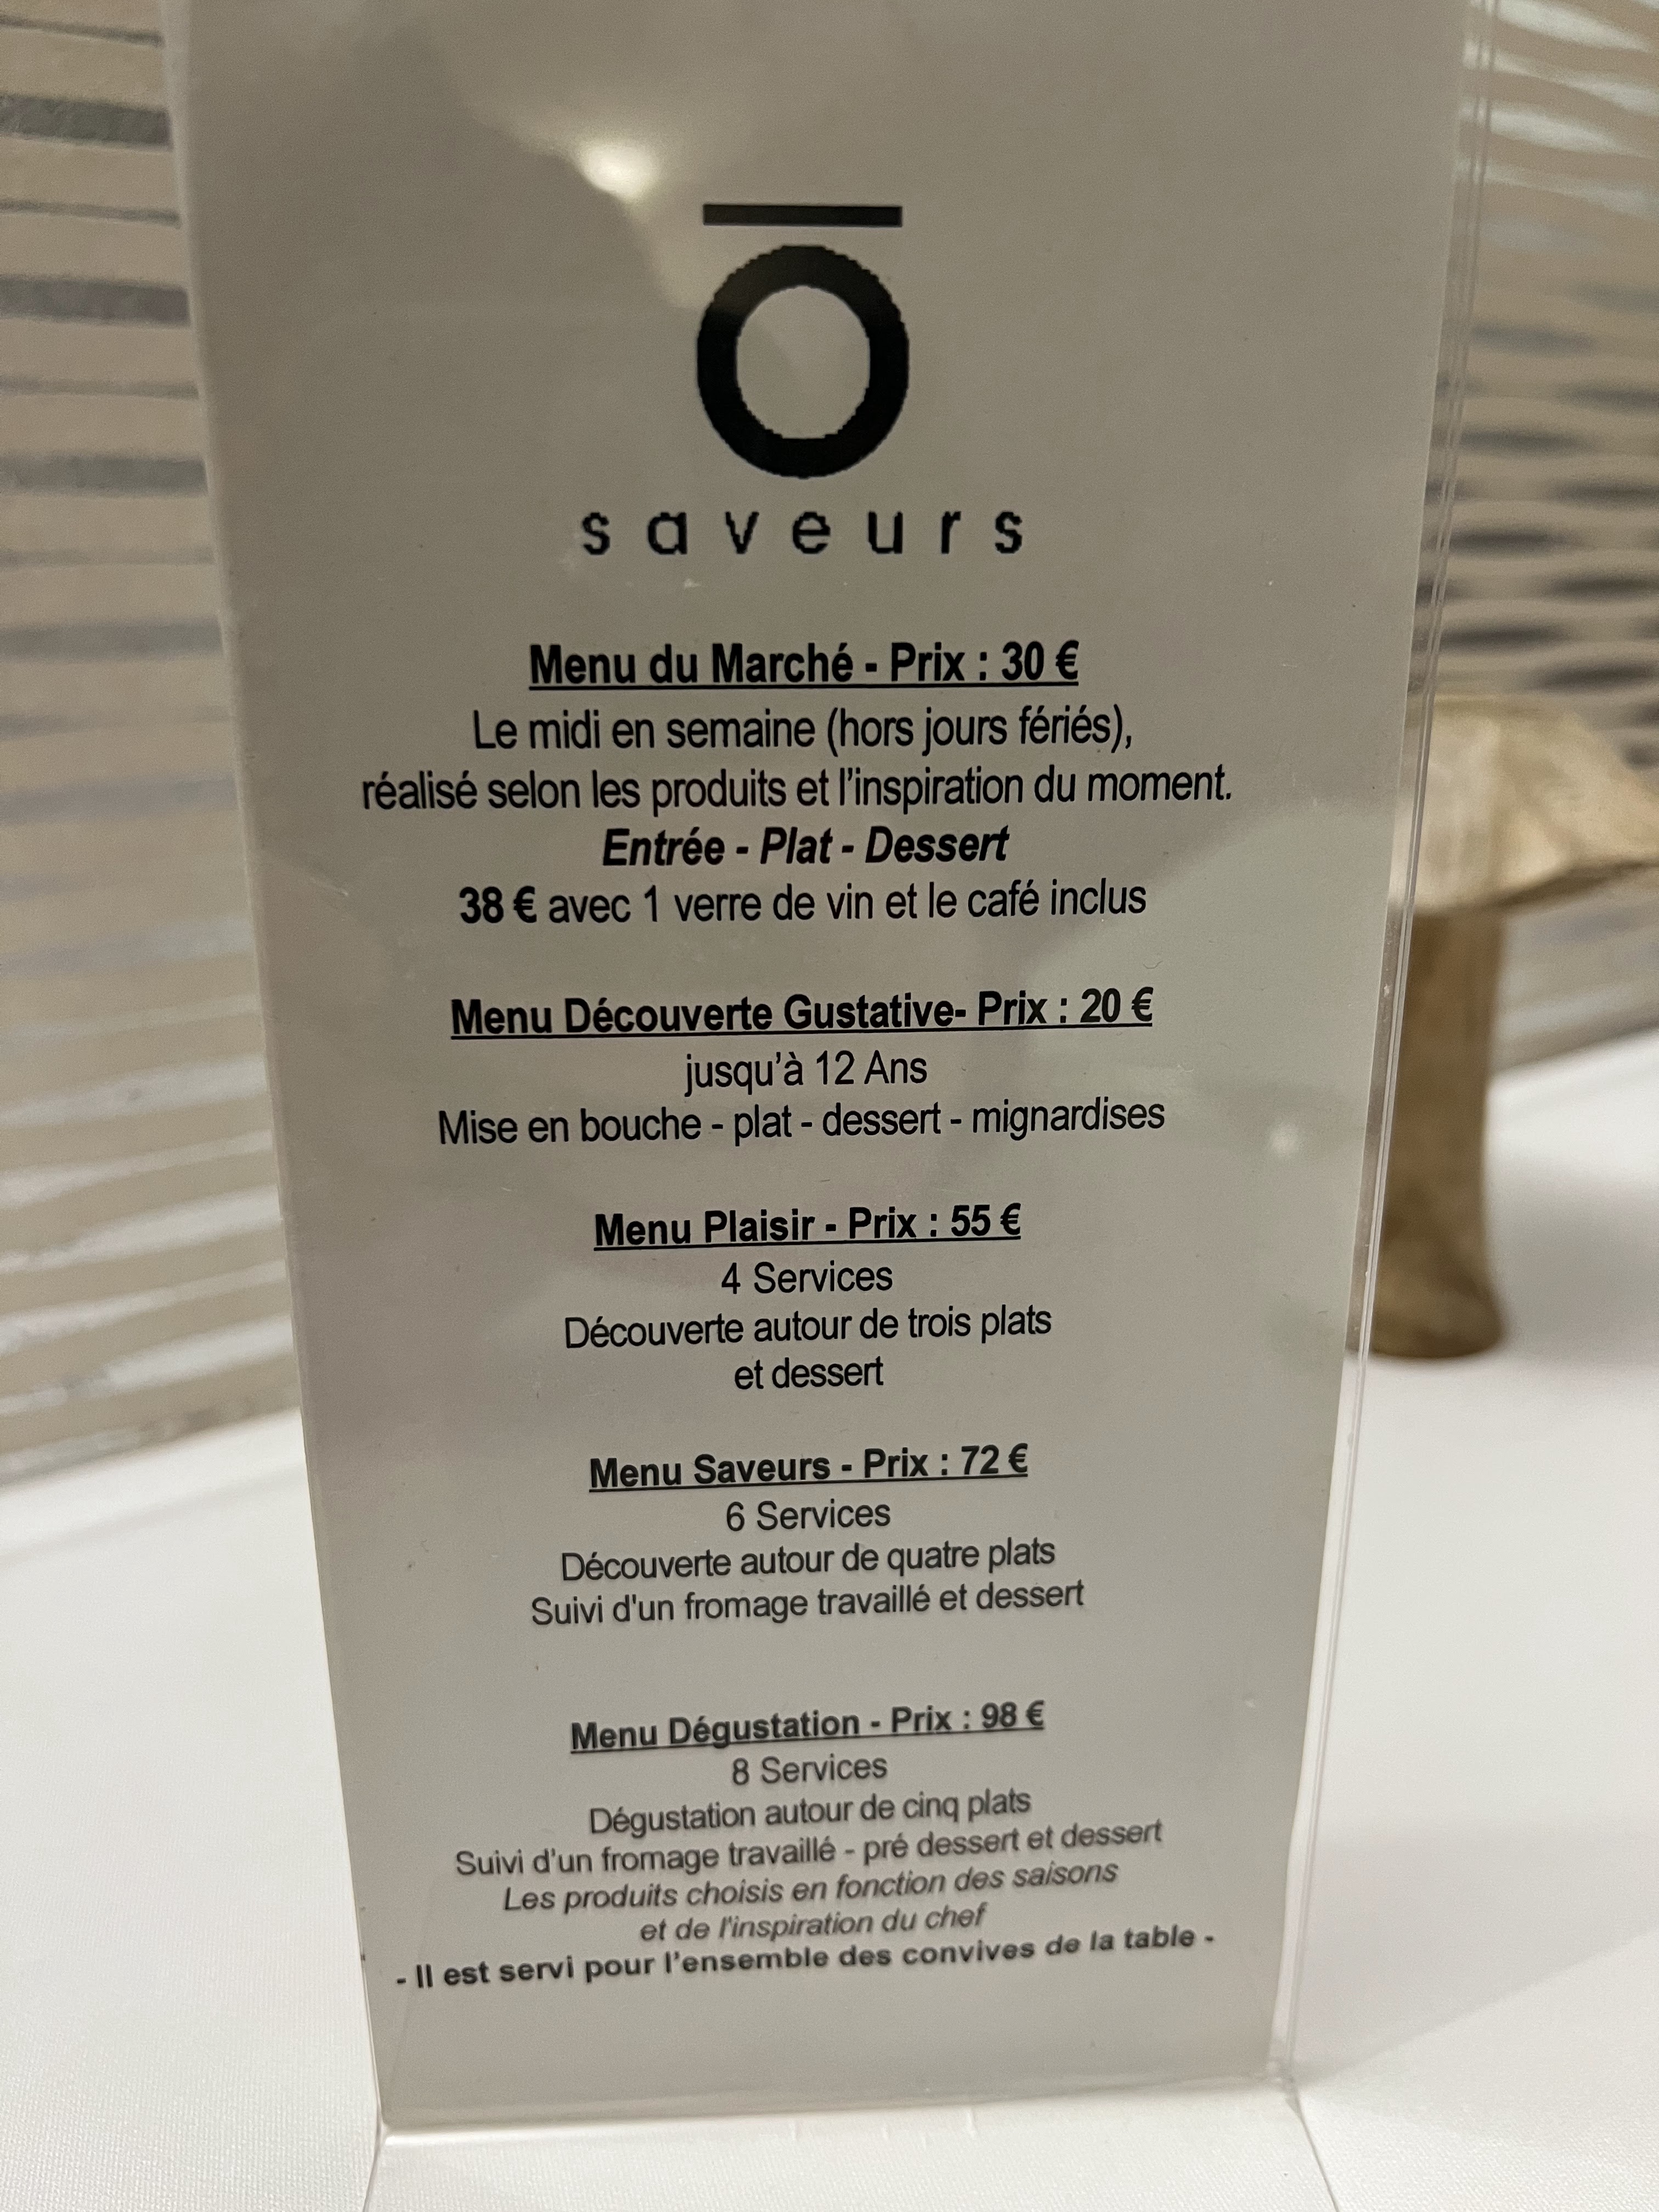 Ō
saveurs
Menu du Marché - Prix : 30 €
Le midi en semaine (hors jours fériés),
réalisé selon les produits et l'inspiration du moment.
Entrée - Plat - Dessert
38 € avec 1 verre de vin et le café inclus
Menu Découverte Gustative- Prix : 20 €
jusqu'à 12 Ans
Mise en bouche - plat - dessert - mignardises
Menu Plaisir - Prix : 55 €
4 Services
Découverte autour de trois plats
et dessert
Menu Saveurs - Prix : 72 €
6 Services
Découverte autour de quatre plats
Suivi d'un fromage travaillé et dessert
Menu Dégustation - Prix : 98 €
8 Services
Dégustation autour de cinq plats
Suivi d'un fromage travaillé - pré dessert et dessert
Les produits choisis en fonction des saisons
et de l'inspiration du chef
- Il est servi pour l'ensemble des convives de la table -